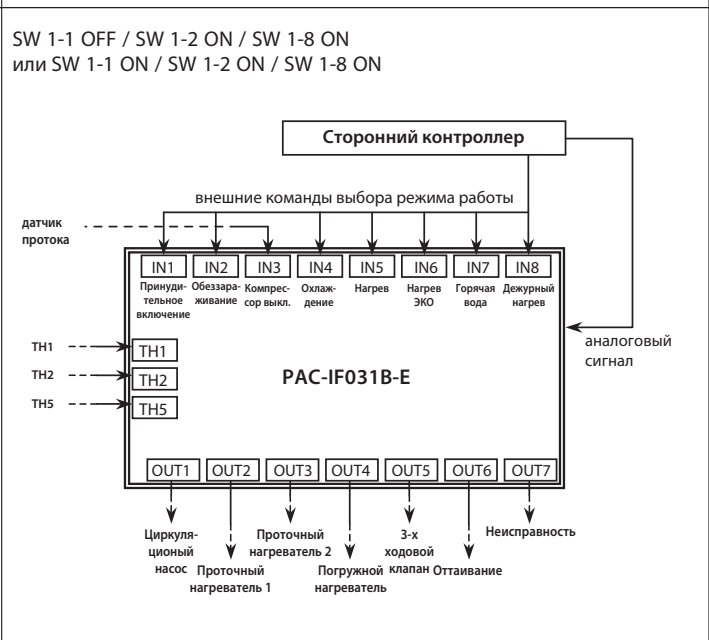 SW 1-1 OFF / SW 1-2 ON / SW 1-8 ON
или SW 1-1 ON / SW 1-2 ON / SW 1-8 ON
Сторонний контроллер
внешние команды выбора режима работы
датчик
протока
IN1 IN2 IN3 IN4 IN5 IN6 IN7 IN8
Принуди-
тельное
включение
Обеззара-
живание
Компрес-
сор выкл.
Охлаж-
дение
Нагрев
Нагрев
ЭКО
Горячая
вода
Дежурный
нагрев
аналоговый
сигнал
TH1 TH1
TH2 TH2
TH5 TH5
PAC-IF031B-E
OUT1 OUT2 OUT3 OUT4 OUT5 OUT6 OUT7
Циркуля-
ционый
насос
Проточный
нагреватель 1
Проточный
нагреватель 2
Погружной
нагреватель
3-х
ходовой
клапан
Оттаивание
Неисправность